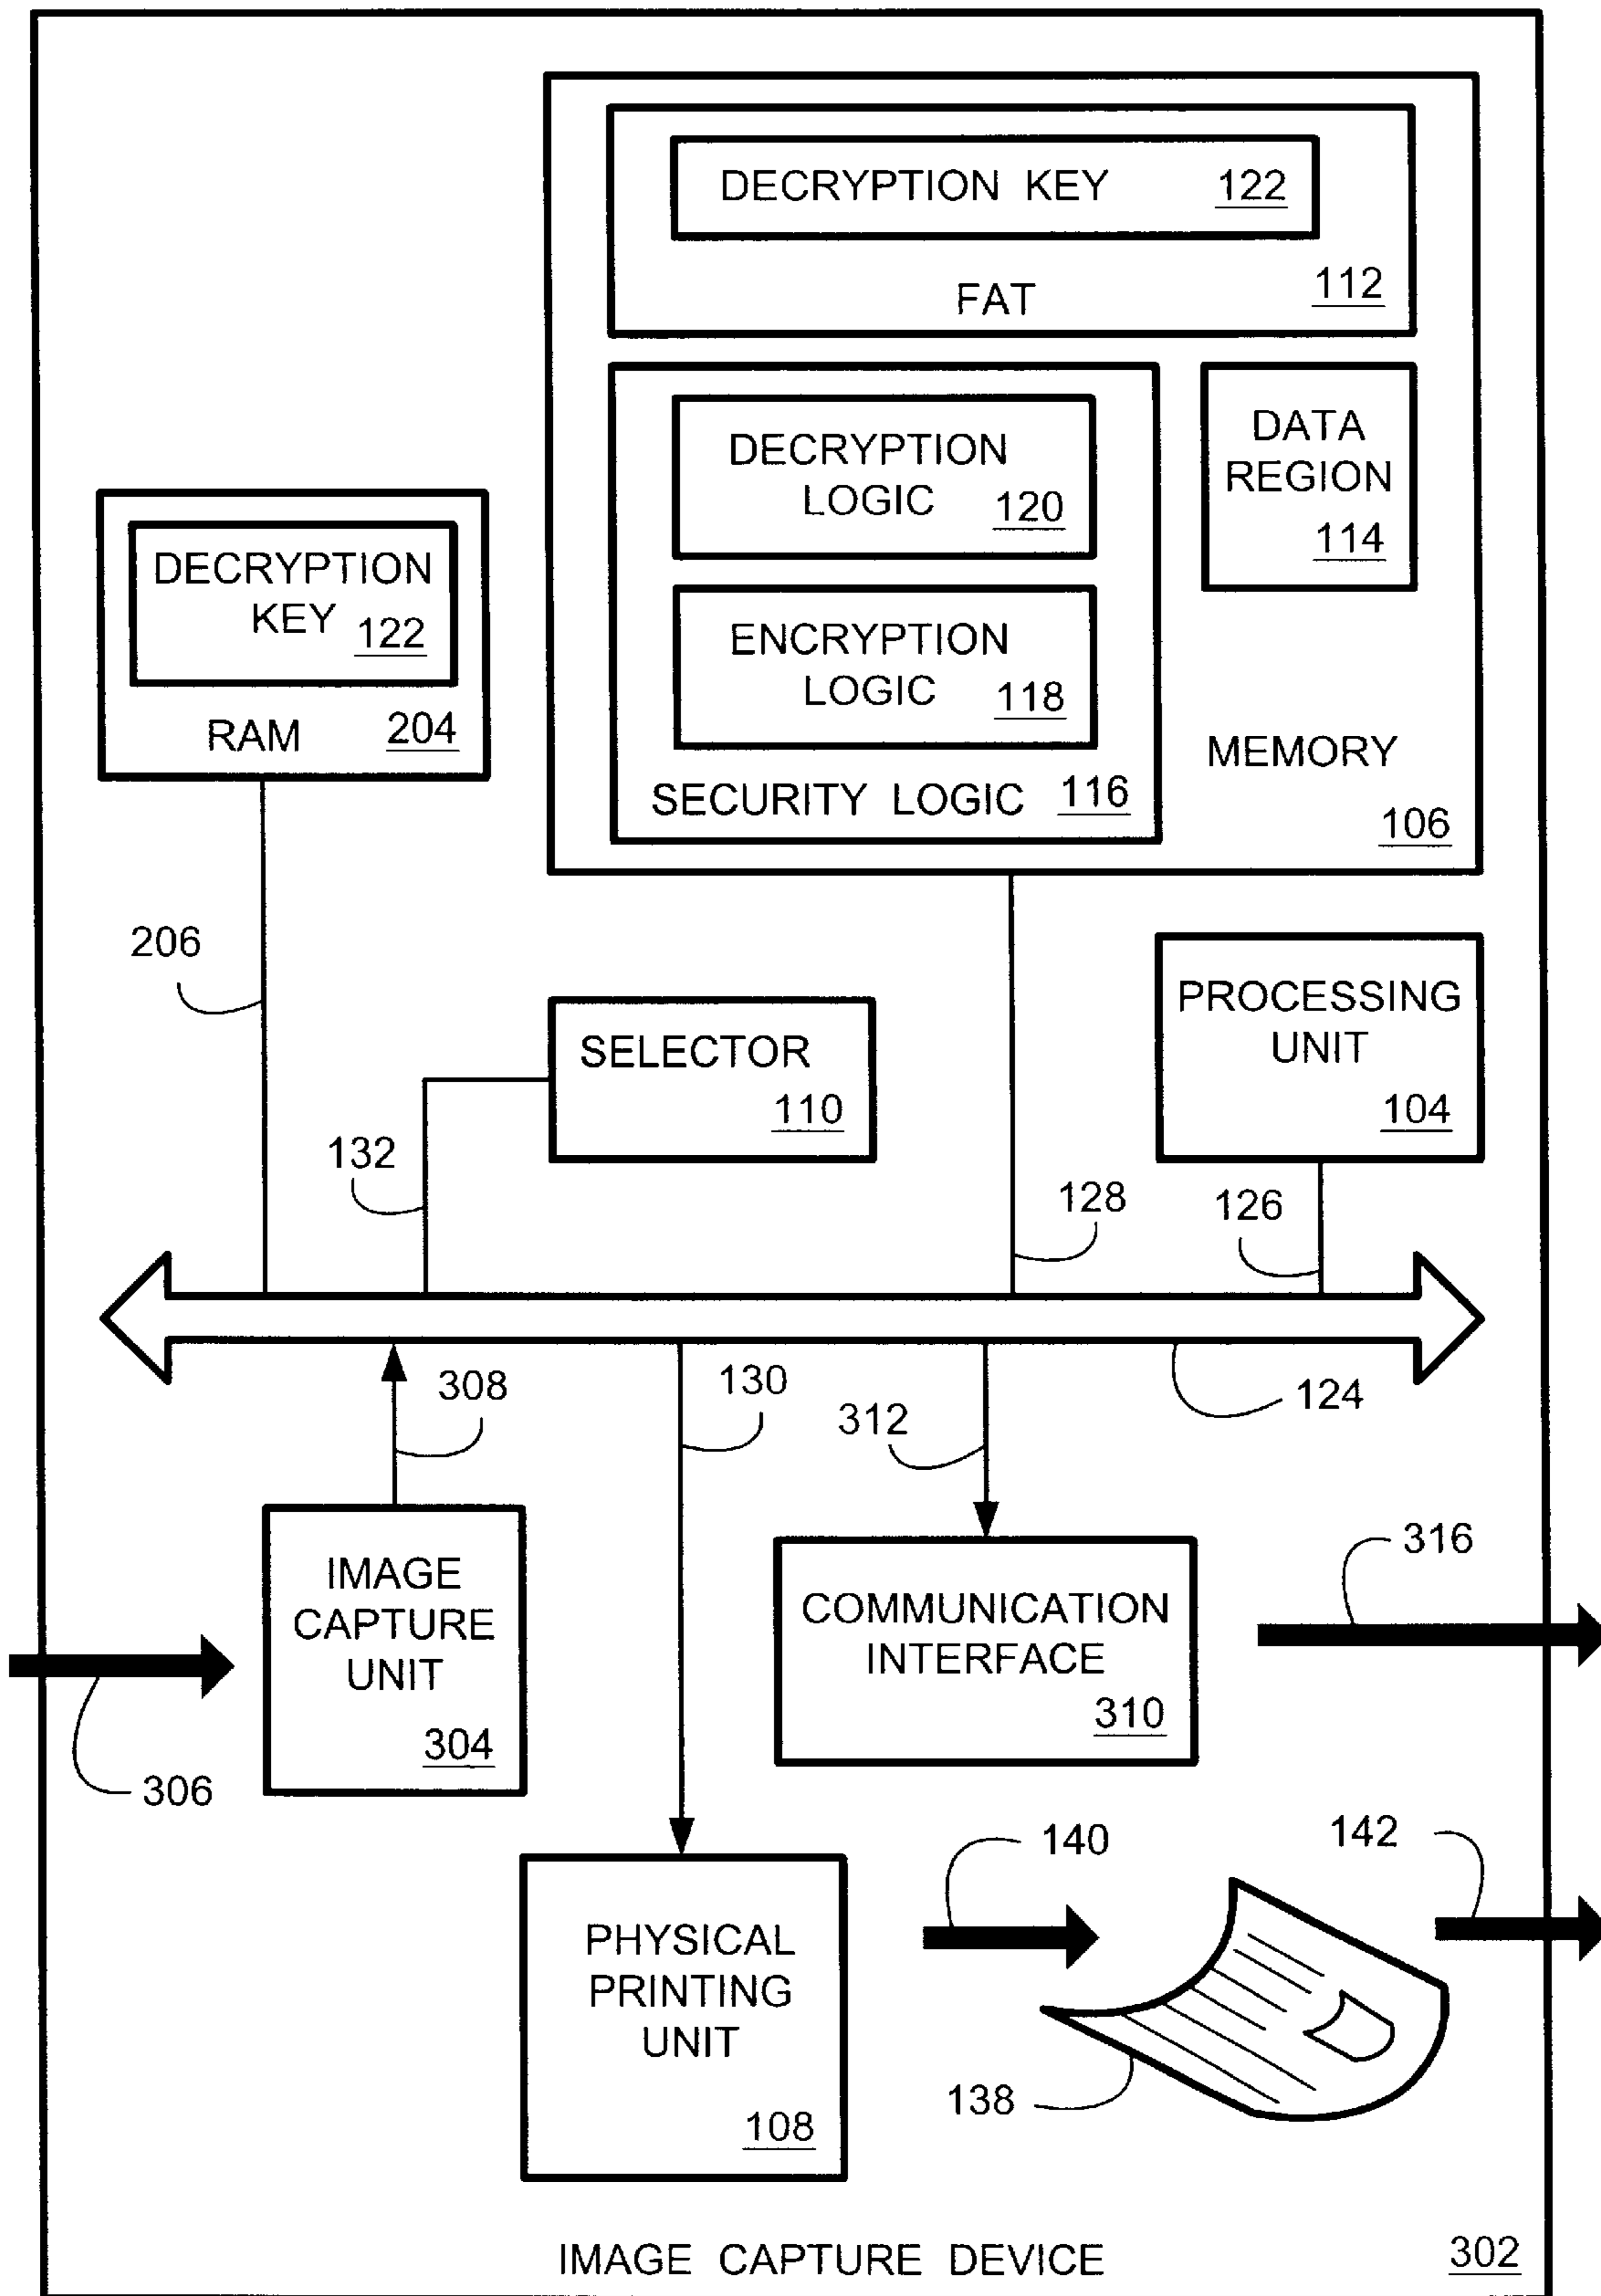 DECRYPTION KEY 122
FAT 112
DECRYPTION
LOGIC 120
DATA
REGION
114
ENCRYPTION
LOGIC 118
SECURITY LOGIC 116
MEMORY
106
DECRYPTION
KEY 122
RAM 204
206
SELECTOR
110
PROCESSING
UNIT
104
132
128
126
308
130
312
124
IMAGE
CAPTURE
UNIT
304
306
COMMUNICATION
INTERFACE
310
316
PHYSICAL
PRINTING
UNIT
108
140
142
138
IMAGE CAPTURE DEVICE 302